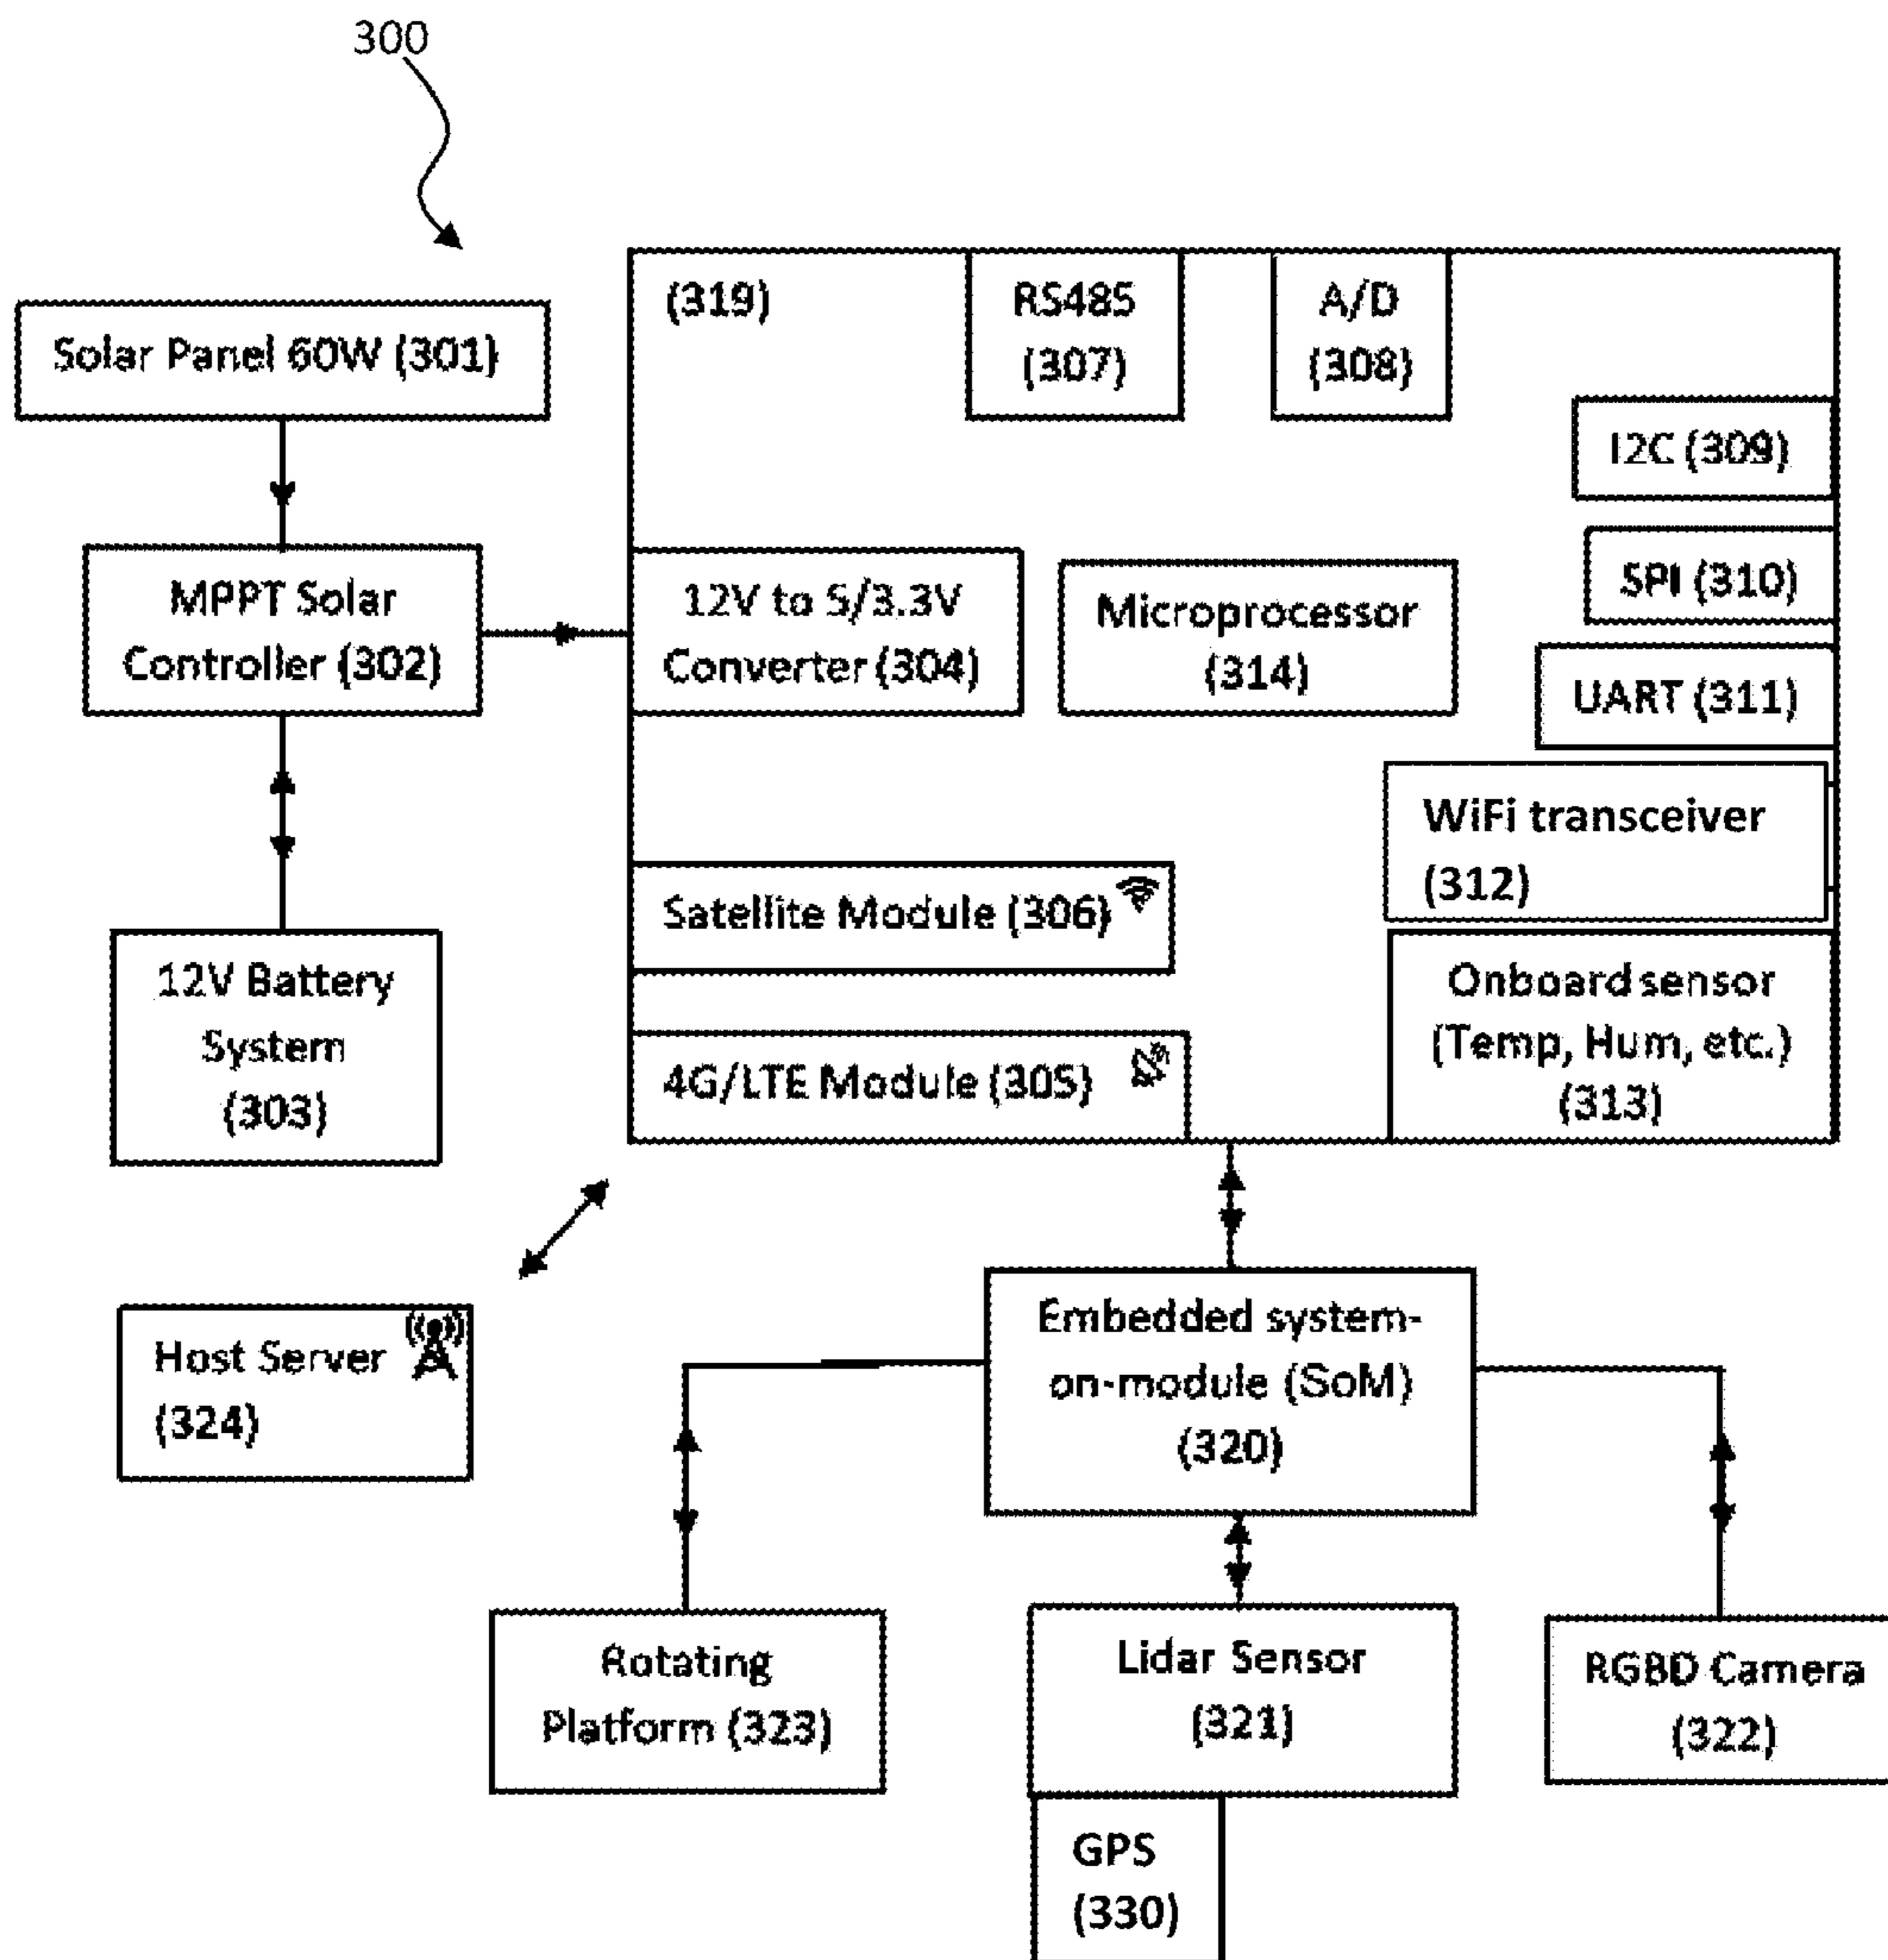 300
Solar Panel 60W (301)
MPPT Solar
Controller (302)
12V Battery
System
(303)
(319)
RS485
(307)
A/D
(308)
I2C (309)
SPI (310)
UART (311)
12V to 5/3.3V
Converter (304)
Microprocessor
(314)
WiFi transceiver
(312)
Satellite Module (306)
Onboard sensor
(Temp, Hum, etc.)
(313)
4G/LTE Module (305)
Host Server
(324)
Embedded system-
on-module (SoM)
(320)
Rotating
Platform (323)
Lidar Sensor
(321)
RGBD Camera
(322)
GPS
(330)